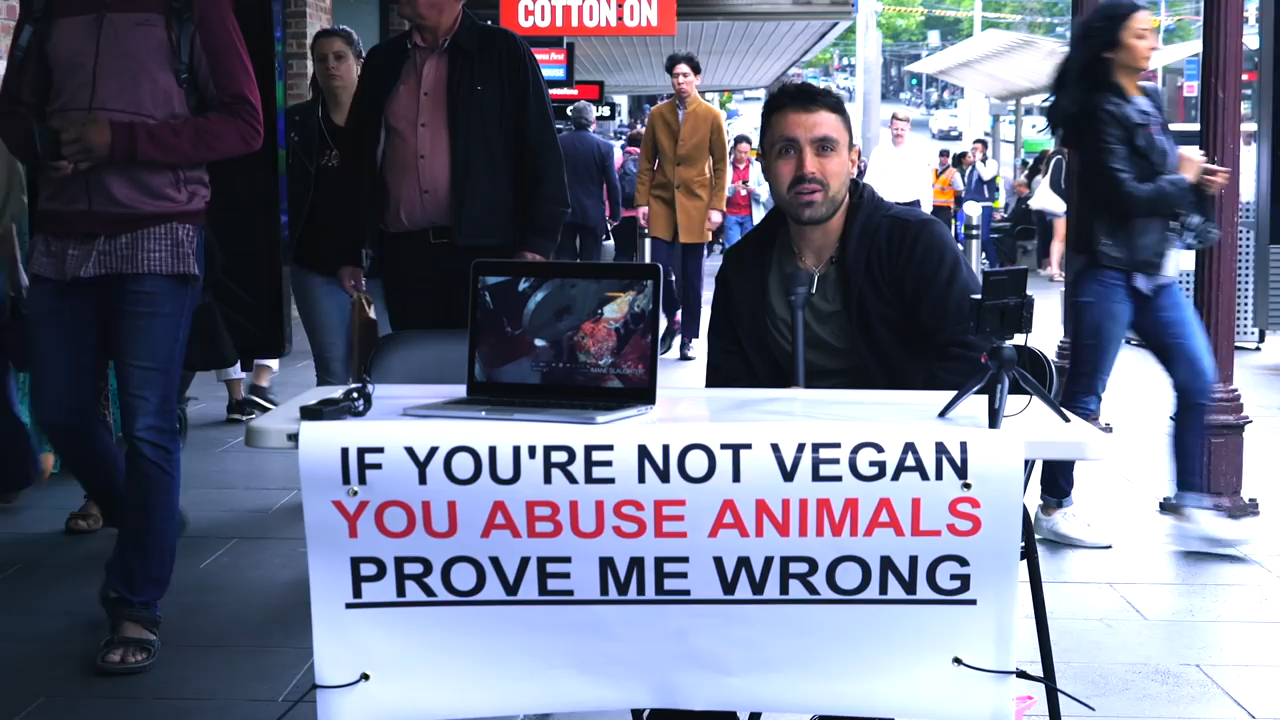 COTTON:ON
IF YOU'RE NOT VEGAN
YOU ABUSE ANIMALS
PROVE ME WRONG